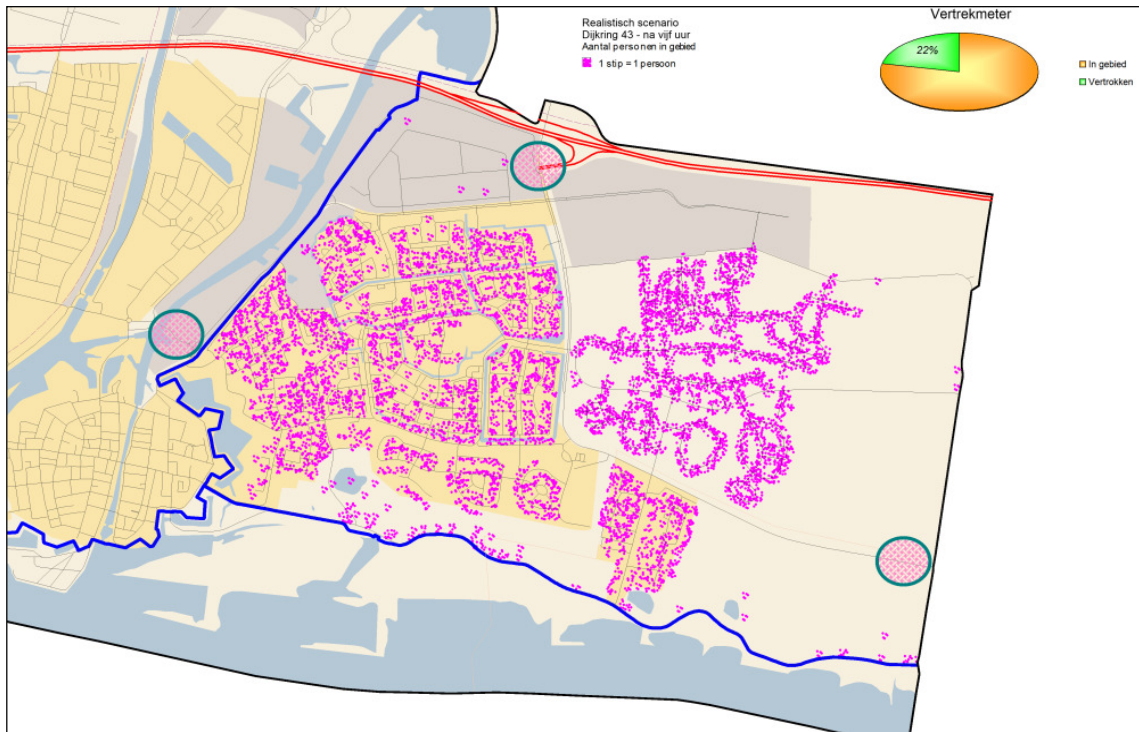 Realistisch scenario
Dijkring 43 - na vijf uur
Aantal personen in gebied
1 stip = 1 persoon
Vertrekmeter
22%
In gebied
Vertrokken